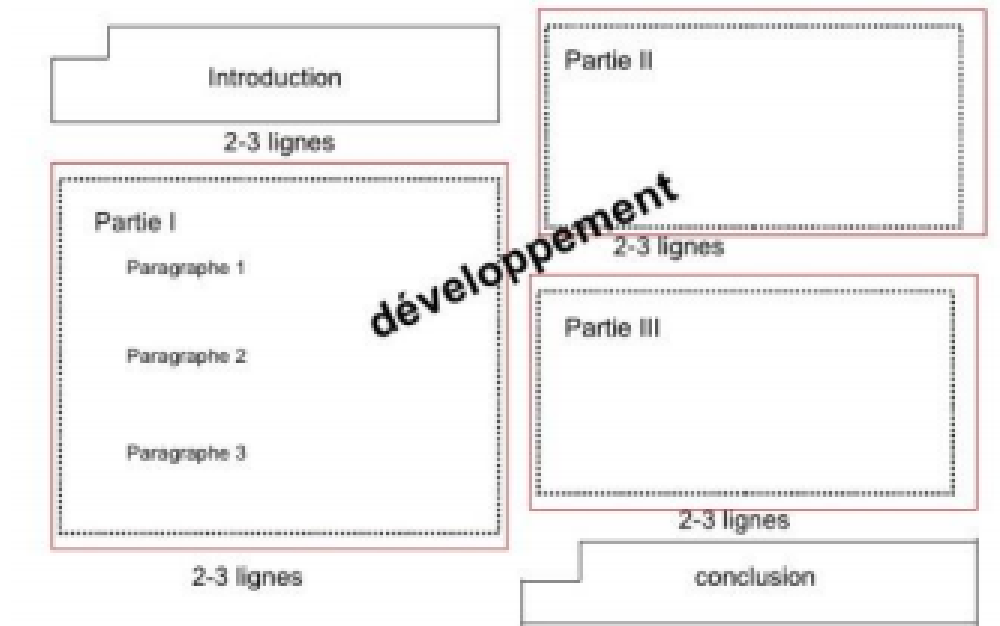 Introduction
2-3 lignes
Partie I
Paragraphe 1
Paragraphe 2
Paragraphe 3
2-3 lignes
développement
Partie II
2-3 lignes
Partie III
2-3 lignes
conclusion